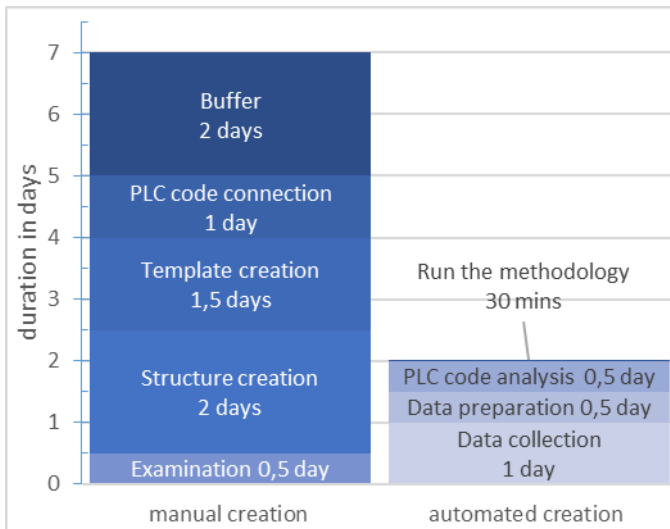 duration in days
7
6
5
4
3
2
1
0
Buffer
2 days
PLC code connection
1 day
Template creation
1,5 days
Structure creation
2 days
Examination 0,5 day
Run the methodology
30 mins
PLC code analysis 0,5 day
Data preparation 0,5 day
Data collection
1 day
manual creation
automated creation